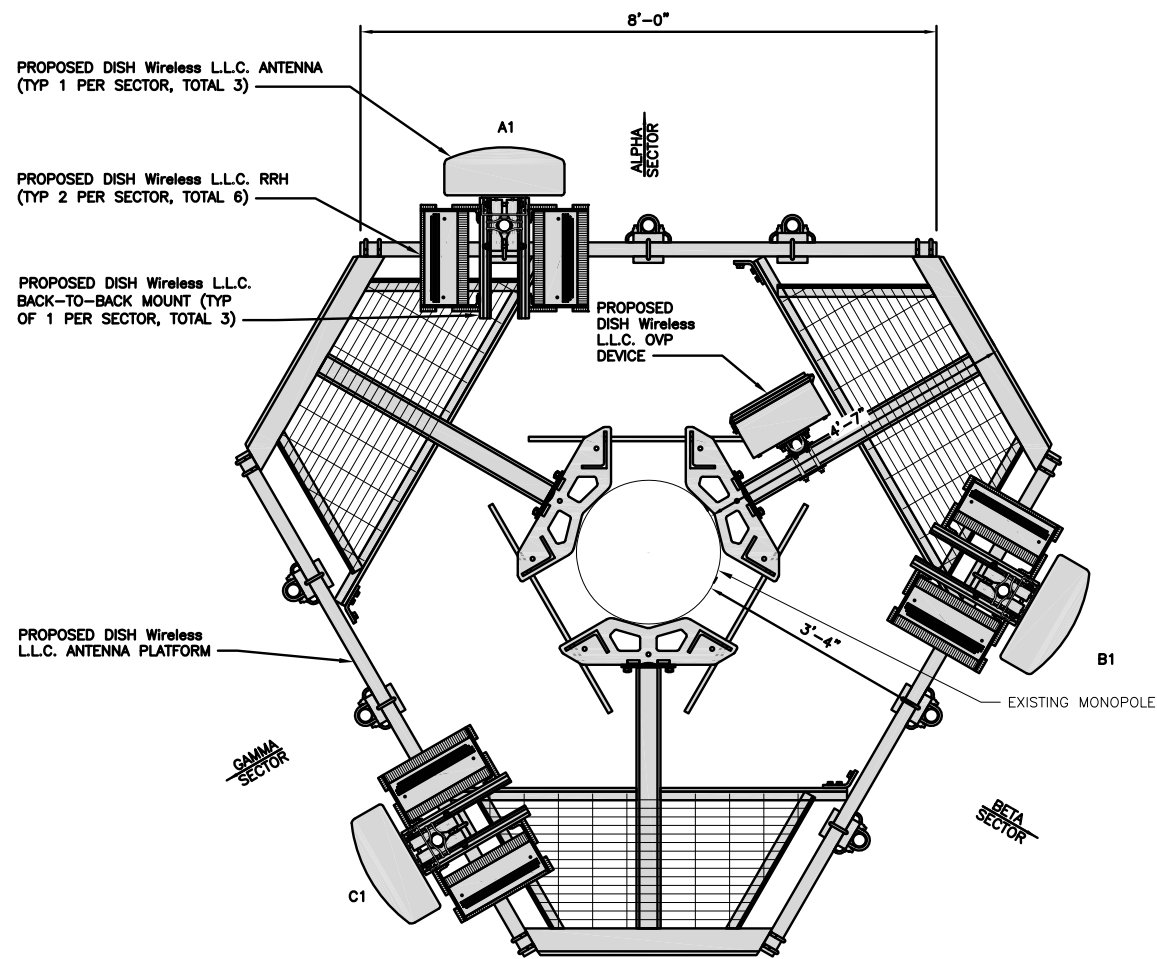 8'-0"
PROPOSED DISH Wireless L.L.C. ANTENNA
(TYP 1 PER SECTOR, TOTAL 3)
A1
ALPHA
SECTOR
PROPOSED DISH Wireless L.L.C. RRH
(TYP 2 PER SECTOR, TOTAL 6)
PROPOSED DISH Wireless L.L.C.
BACK-TO-BACK MOUNT (TYP
OF 1 PER SECTOR, TOTAL 3)
PROPOSED
DISH Wireless
L.L.C. OVP
DEVICE
4'-7"
PROPOSED DISH Wireless
L.L.C. ANTENNA PLATFORM
3'-4"
B1
EXISTING MONOPOLE
GAMMA
SECTOR
BETA
SECTOR
C1